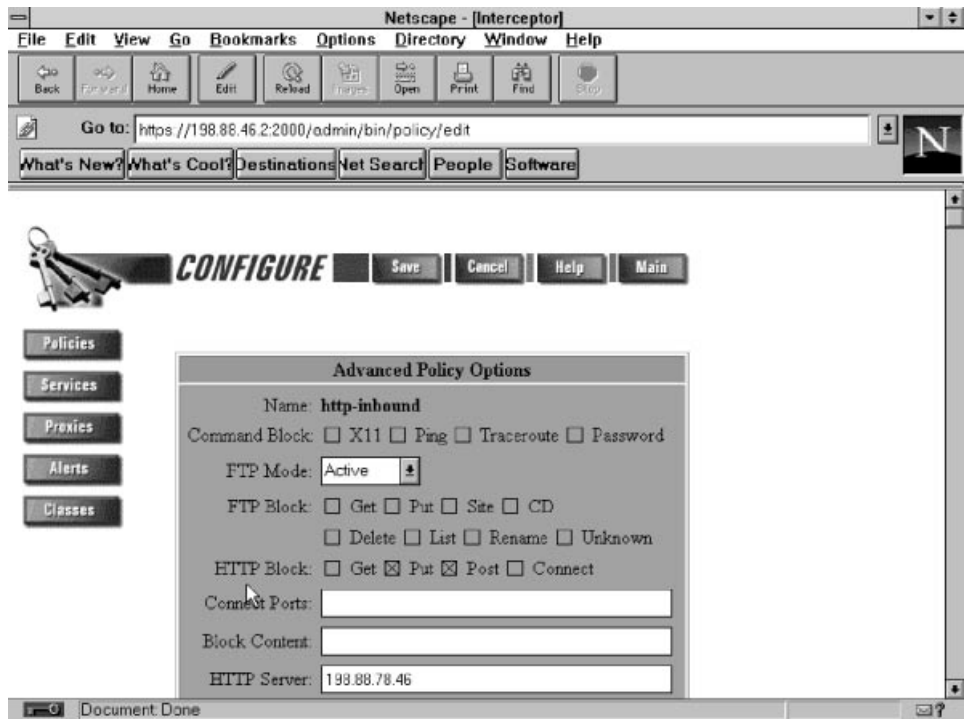 Netscape - [Interceptor]
File Edit View Go Bookmarks Options Directory Window Help
Back Forward Home Edit Reload Images Open Print Find Stop
Go to: https://198.88.46.2:2000/admin/bin/policy/edit
N
What's New? What's Cool? Destinations Net Search People Software
CONFIGURE Save Cancel Help Main
Policies
Services
Proxies
Alerts
Classes
Advanced Policy Options
Name: http-inbound
Command Block: X11 Ping Traceroute Password
FTP Mode: Active
FTP Block: Get Put Site CD
Delete List Rename Unknown
HTTP Block: Get Put Post Connect
Connect Ports:
Block Content:
HTTP Server: 198.88.78.46
Document: Done
?